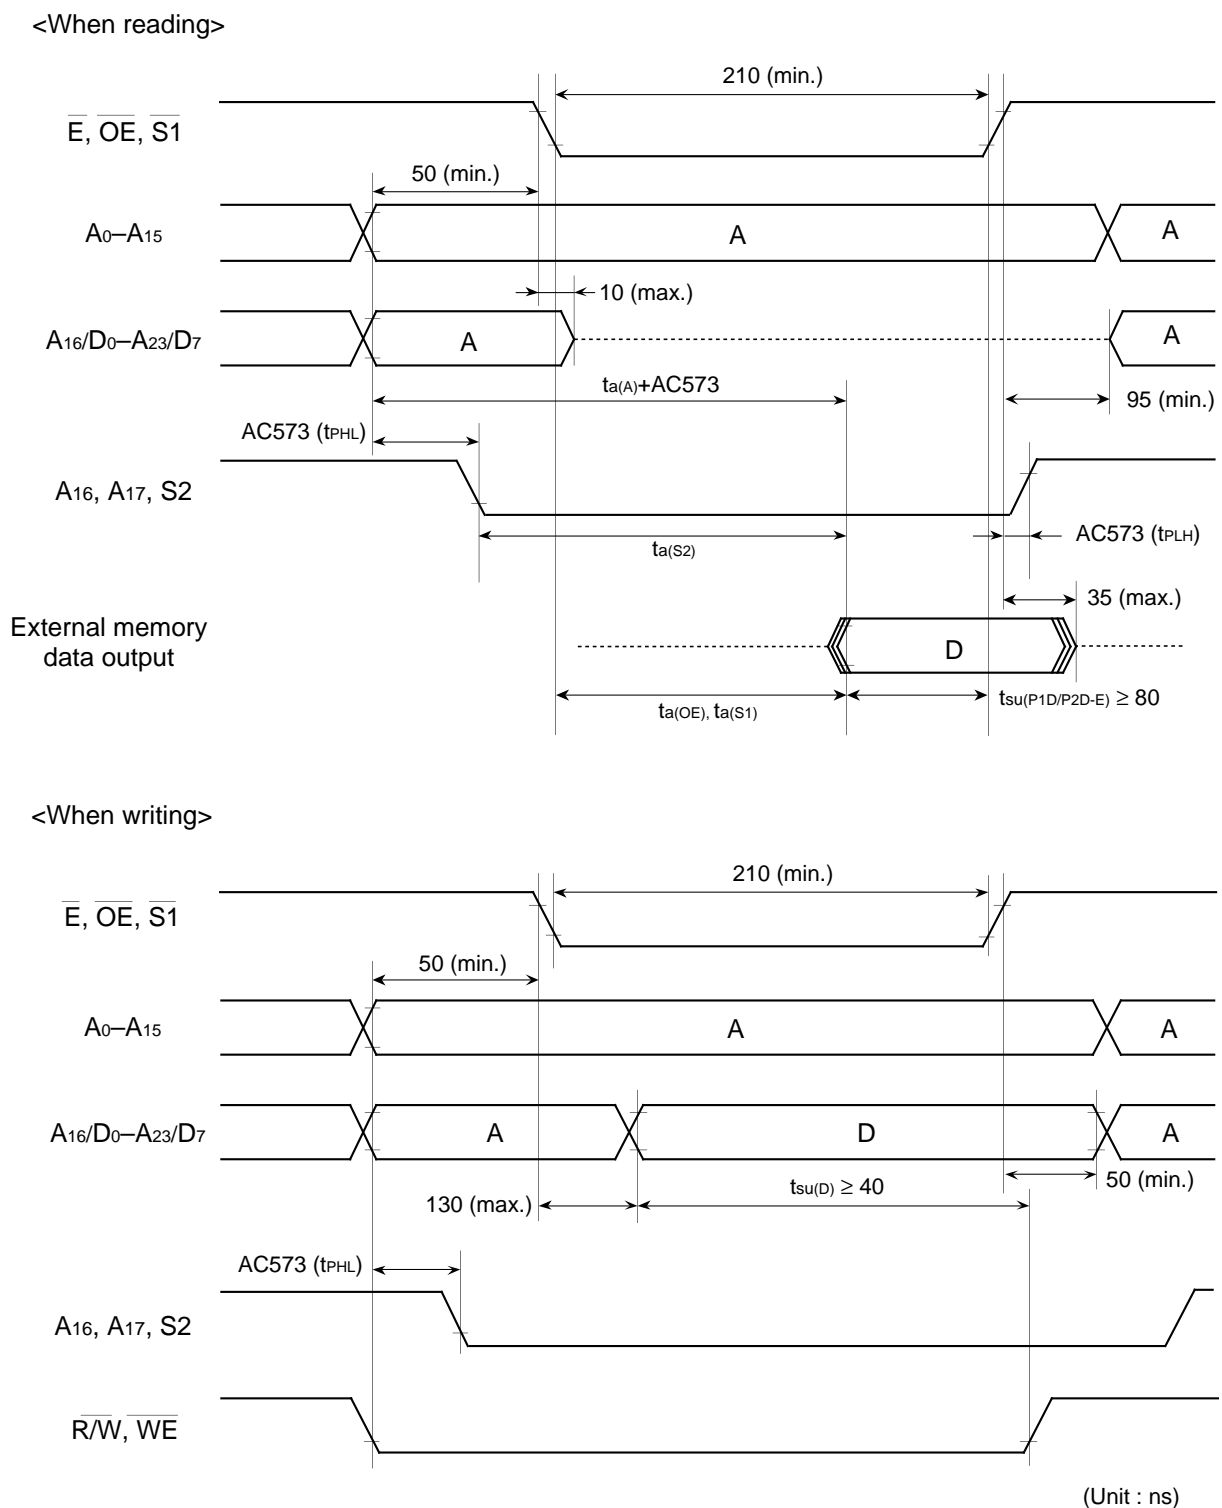 <When reading>
210 (min.)
E, OE, S1
50 (min.)
A0–A15
A
A
10 (max.)
A16/D0–A23/D7
A
A
ta(A)+AC573
95 (min.)
AC573 (tPHL)
A16, A17, S2
ta(S2)
AC573 (tPLH)
35 (max.)
External memory
data output
D
ta(OE), ta(S1)
tsu(P1D/P2D-E) ≥ 80
<When writing>
210 (min.)
E, OE, S1
50 (min.)
A0–A15
A
A
A16/D0–A23/D7
A
D
A
130 (max.)
tsu(D) ≥ 40
50 (min.)
AC573 (tPHL)
A16, A17, S2
R/W, WE
(Unit : ns)